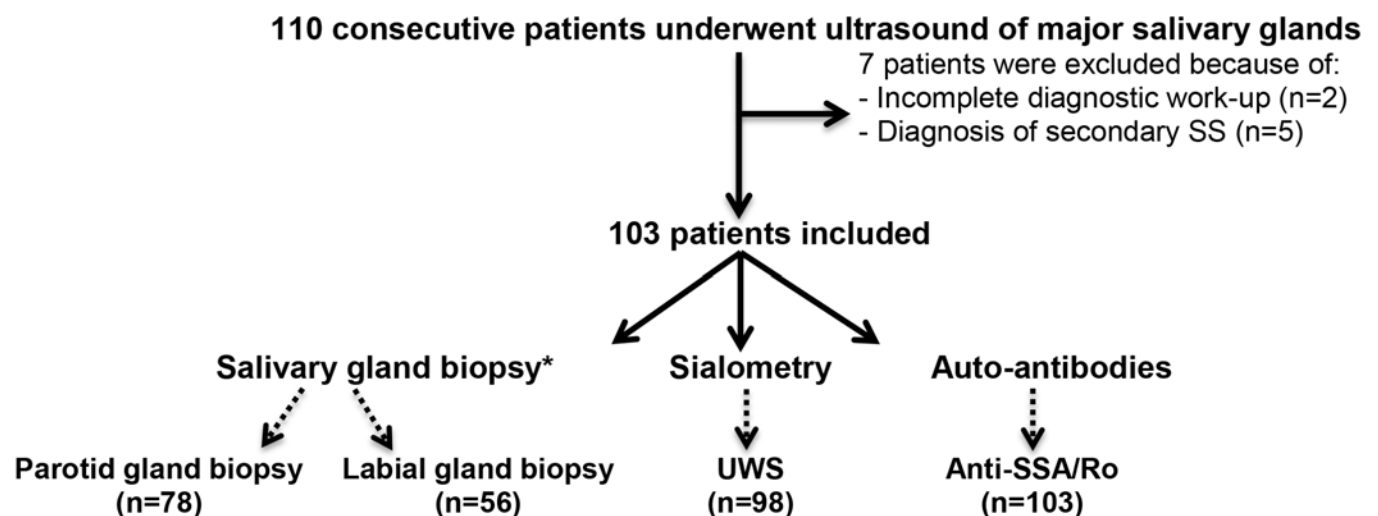 110 consecutive patients underwent ultrasound of major salivary glands
7 patients were excluded because of:
- Incomplete diagnostic work-up (n=2)
- Diagnosis of secondary SS (n=5)
103 patients included
Salivary gland biopsy*
Sialometry
Auto-antibodies
Parotid gland biopsy
(n=78)
Labial gland biopsy
(n=56)
UWS
(n=98)
Anti-SSA/Ro
(n=103)